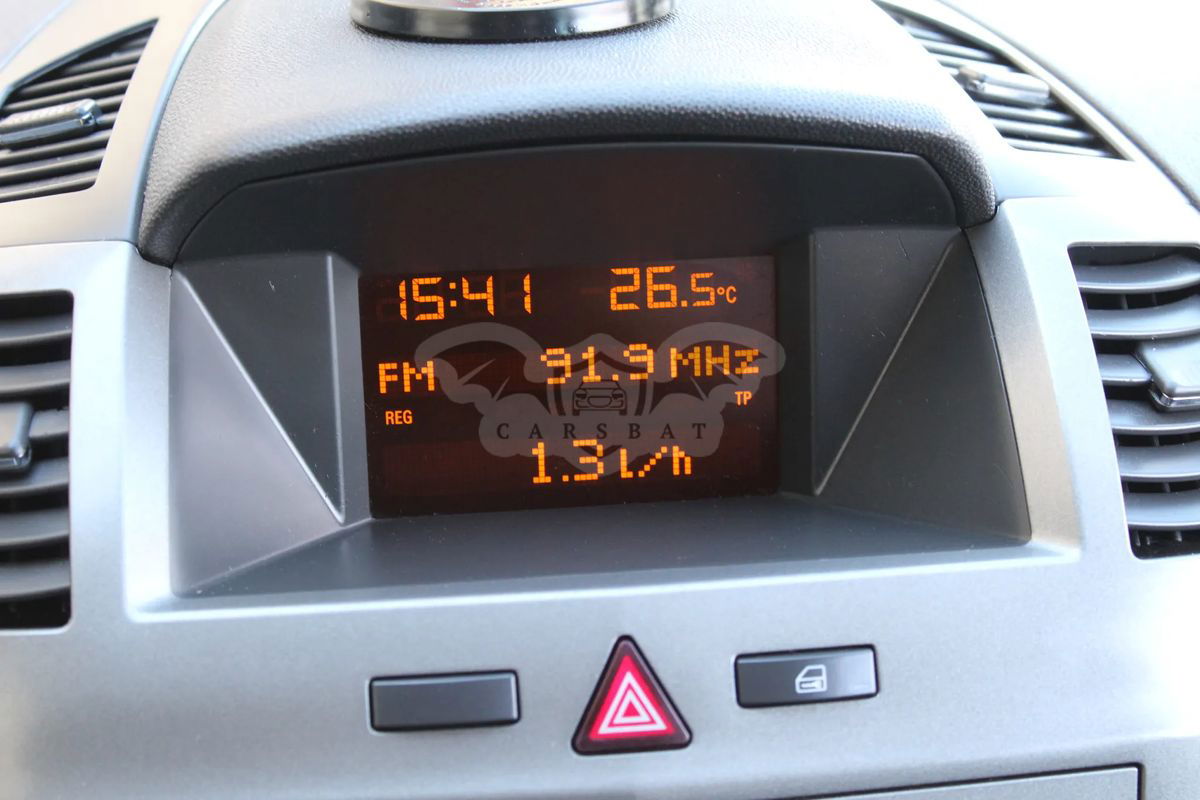 15:41 26.5°C
FM 91.9 MHz
REG TP
CARSBAT
1.3 l/h